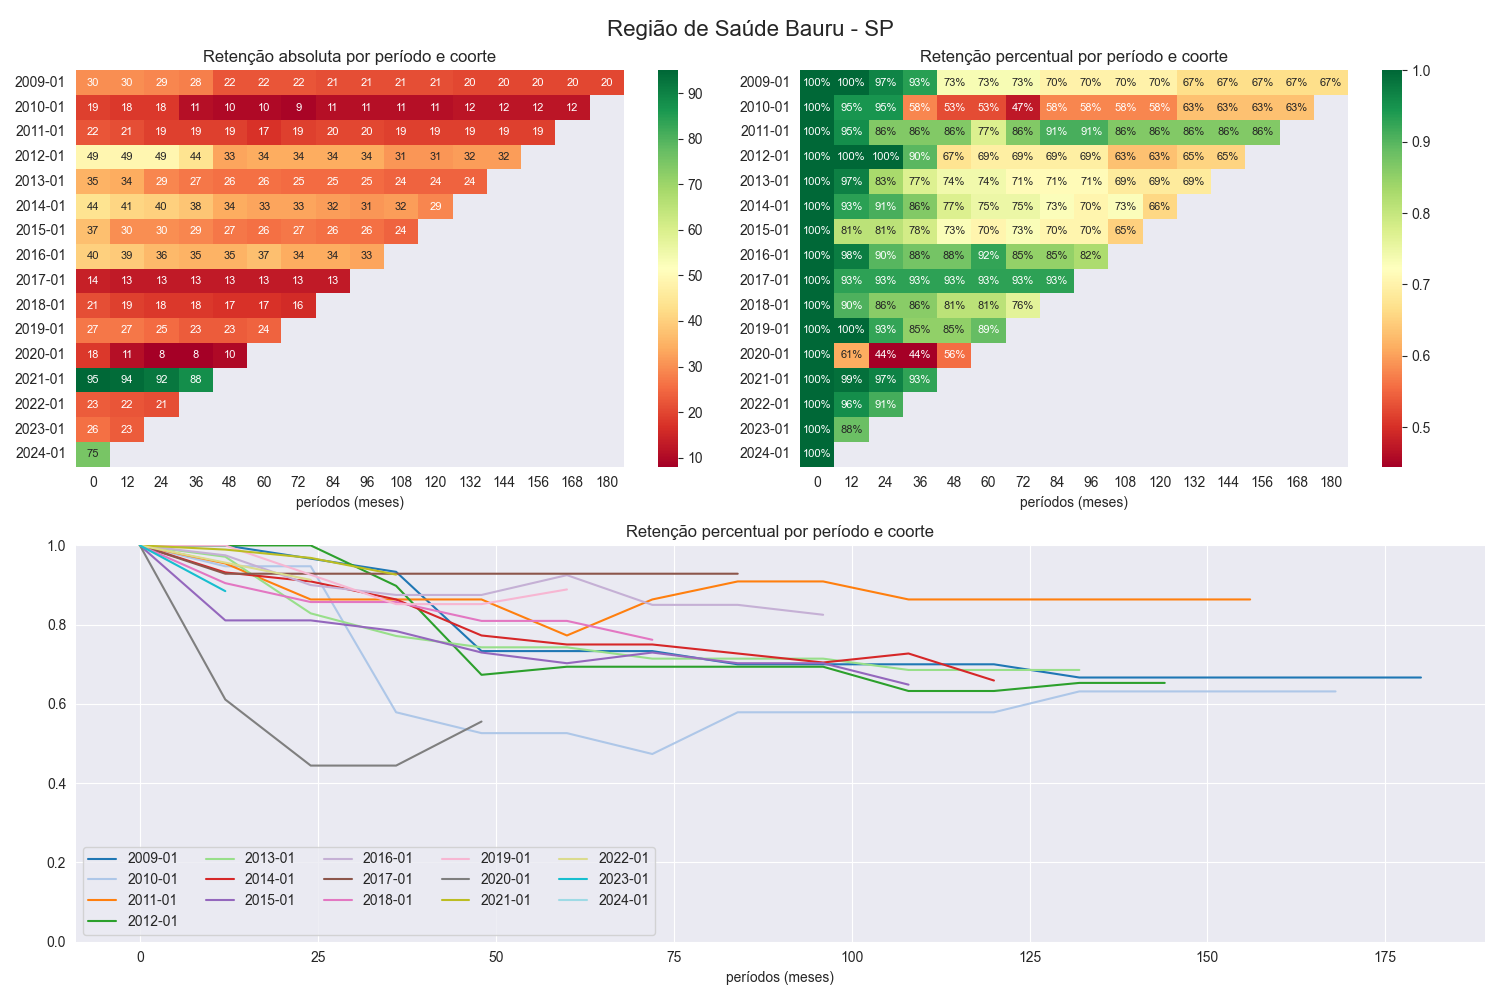 Região de Saúde Bauru - SP
Retenção absoluta por período e coorte
2009-01 30 30 29 28 22 22 22 21 21 21 21 20 20 20 20 20
2010-01 19 18 18 11 10 10 9 11 11 11 11 12 12 12 12
2011-01 22 21 19 19 19 17 19 20 20 19 19 19 19 19
2012-01 49 49 49 44 33 34 34 34 34 31 31 32 32
2013-01 35 34 29 27 26 26 25 25 25 24 24 24
2014-01 44 41 40 38 34 33 33 32 31 32 29
2015-01 37 30 30 29 27 26 27 26 26 24
2016-01 40 39 36 35 35 37 34 34 33
2017-01 14 13 13 13 13 13 13 13
2018-01 21 19 18 18 17 17 16
2019-01 27 27 25 23 23 24
2020-01 18 11 8 8 10
2021-01 95 94 92 88
2022-01 23 22 21
2023-01 26 23
2024-01 75
0 12 24 36 48 60 72 84 96 108 120 132 144 156 168 180
períodos (meses)
90
80
70
60
50
40
30
20
10
Retenção percentual por período e coorte
2009-01 100% 100% 97% 93% 73% 73% 73% 70% 70% 70% 70% 67% 67% 67% 67% 67%
2010-01 100% 95% 95% 58% 53% 53% 47% 58% 58% 58% 58% 63% 63% 63% 63%
2011-01 100% 95% 86% 86% 86% 77% 86% 91% 91% 86% 86% 86% 86% 86%
2012-01 100% 100% 100% 90% 67% 69% 69% 69% 69% 63% 63% 65% 65%
2013-01 100% 97% 83% 77% 74% 74% 71% 71% 71% 69% 69% 69%
2014-01 100% 93% 91% 86% 77% 75% 75% 73% 70% 73% 66%
2015-01 100% 81% 81% 78% 73% 70% 73% 70% 70% 65%
2016-01 100% 98% 90% 88% 88% 92% 85% 85% 82%
2017-01 100% 93% 93% 93% 93% 93% 93% 93%
2018-01 100% 90% 86% 86% 81% 81% 76%
2019-01 100% 100% 93% 85% 85% 89%
2020-01 100% 61% 44% 44% 56%
2021-01 100% 99% 97% 93%
2022-01 100% 96% 91%
2023-01 100% 88%
2024-01 100%
0 12 24 36 48 60 72 84 96 108 120 132 144 156 168 180
períodos (meses)
1.0
0.9
0.8
0.7
0.6
0.5
Retenção percentual por período e coorte
1.0
0.8
0.6
0.4
0.2
0.0
2009-01 2013-01 2016-01 2019-01 2022-01
2010-01 2014-01 2017-01 2020-01 2023-01
2011-01 2015-01 2018-01 2021-01 2024-01
2012-01
0 25 50 75 100 125 150 175
períodos (meses)